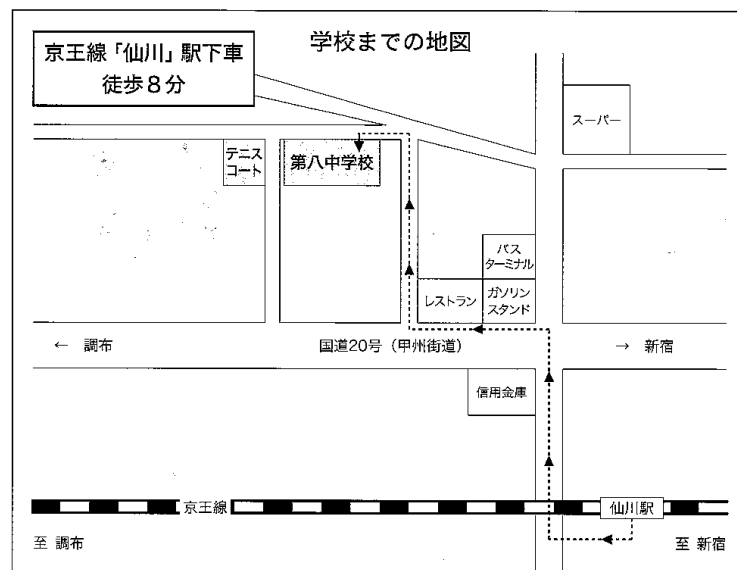 学校までの地図
京王線「仙川」駅下車
徒歩8分
スーパー
テニス
コート
第八中学校
バス
ターミナル
レストラン
ガソリン
スタンド
← 調布
国道20号（甲州街道）
→ 新宿
信用金庫
京王線
仙川駅
至 調布
至 新宿